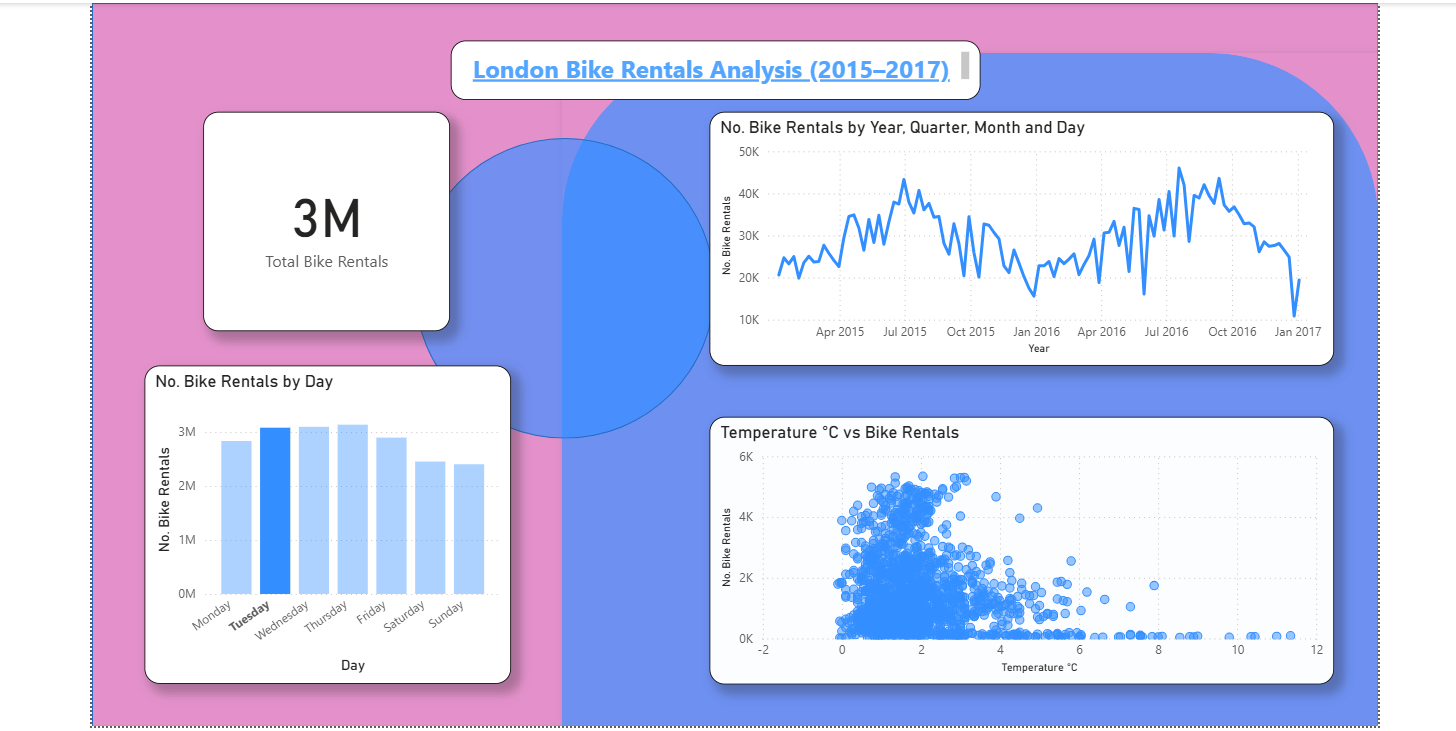 London Bike Rentals Analysis (2015–2017)
3M
Total Bike Rentals
No. Bike Rentals by Year, Quarter, Month and Day
No. Bike Rentals
50K
40K
30K
20K
10K
Apr 2015 Jul 2015 Oct 2015 Jan 2016 Apr 2016 Jul 2016 Oct 2016 Jan 2017
Year
No. Bike Rentals by Day
No. Bike Rentals
3M
2M
1M
0M
Monday Tuesday Wednesday Thursday Friday Saturday Sunday
Day
Temperature °C vs Bike Rentals
No. Bike Rentals
6K
4K
2K
0K
-2 0 2 4 6 8 10 12
Temperature °C